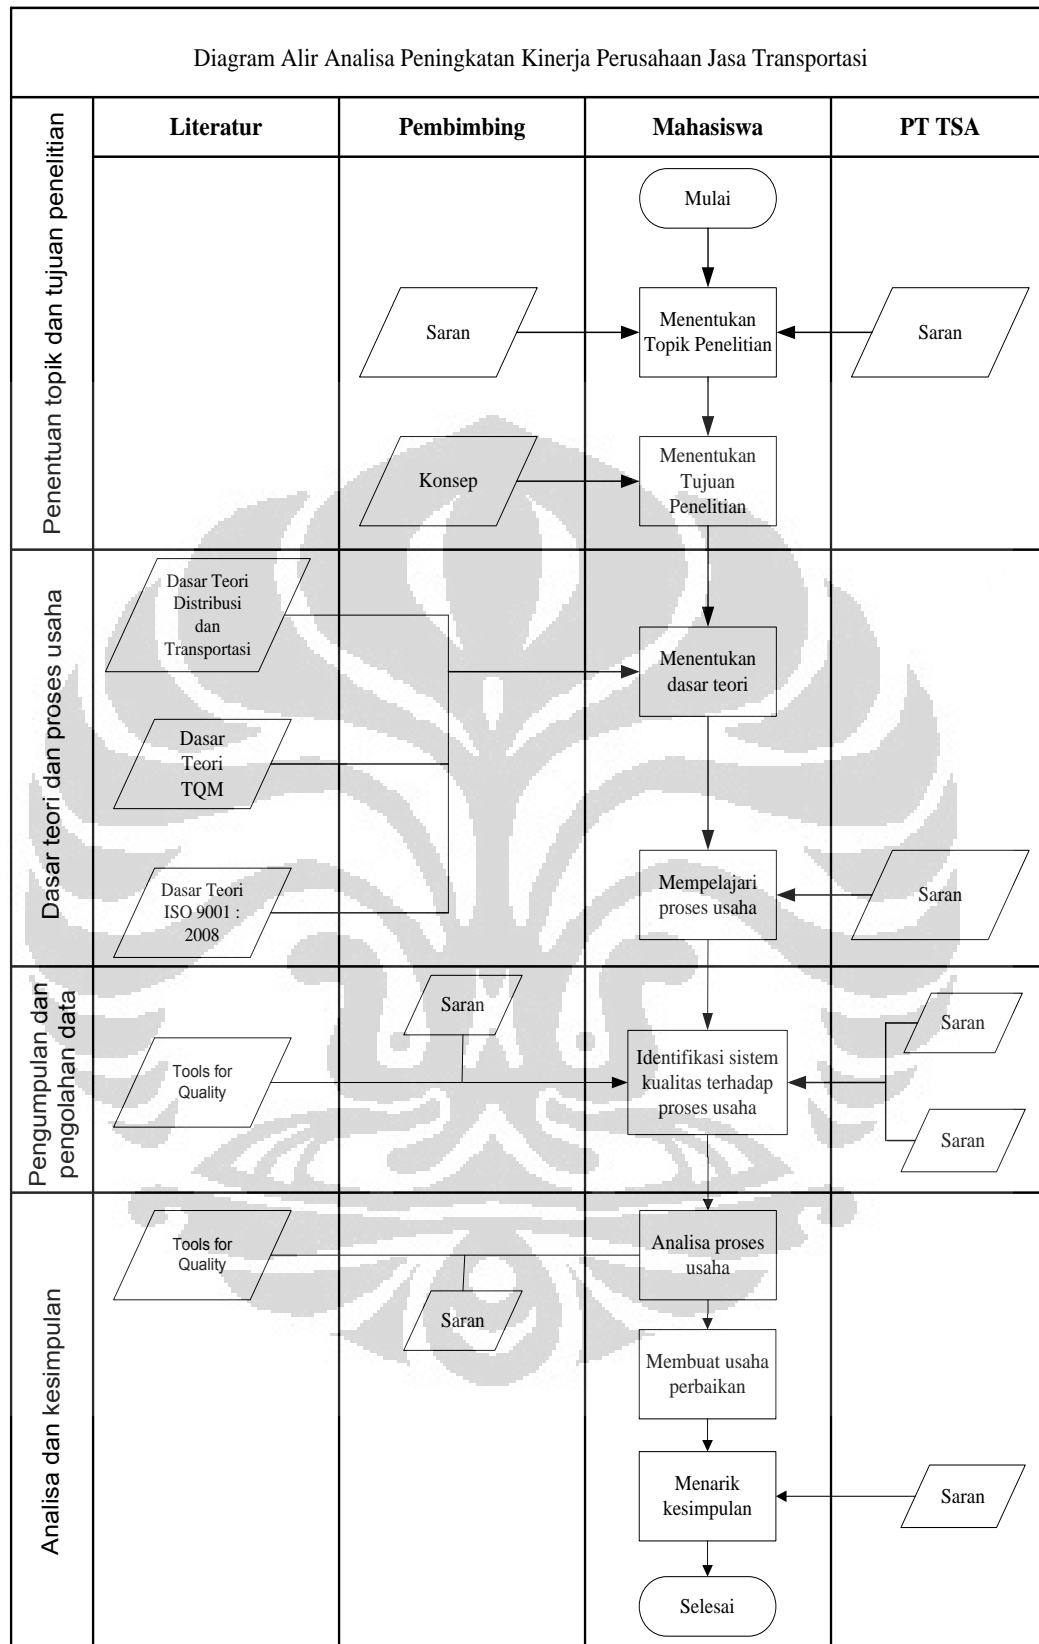 Diagram Alir Analisa Peningkatan Kinerja Perusahaan Jasa Transportasi
Literatur
Pembimbing
Mahasiswa
PT TSA
Penentuan topik dan tujuan penelitian
Mulai
Saran
Menentukan
Topik Penelitian
Saran
Konsep
Menentukan
Tujuan
Penelitian
Dasar teori dan proses usaha
Dasar Teori
Distribusi
dan
Transportasi
Menentukan
dasar teori
Dasar
Teori
TQM
Dasar Teori
ISO 9001 :
2008
Mempelajari
proses usaha
Saran
Pengumpulan dan
pengolahan data
Saran
Tools for
Quality
Identifikasi sistem
kualitas terhadap
proses usaha
Saran
Saran
Analisa dan kesimpulan
Tools for
Quality
Saran
Analisa proses
usaha
Membuat usaha
perbaikan
Menarik
kesimpulan
Saran
Selesai